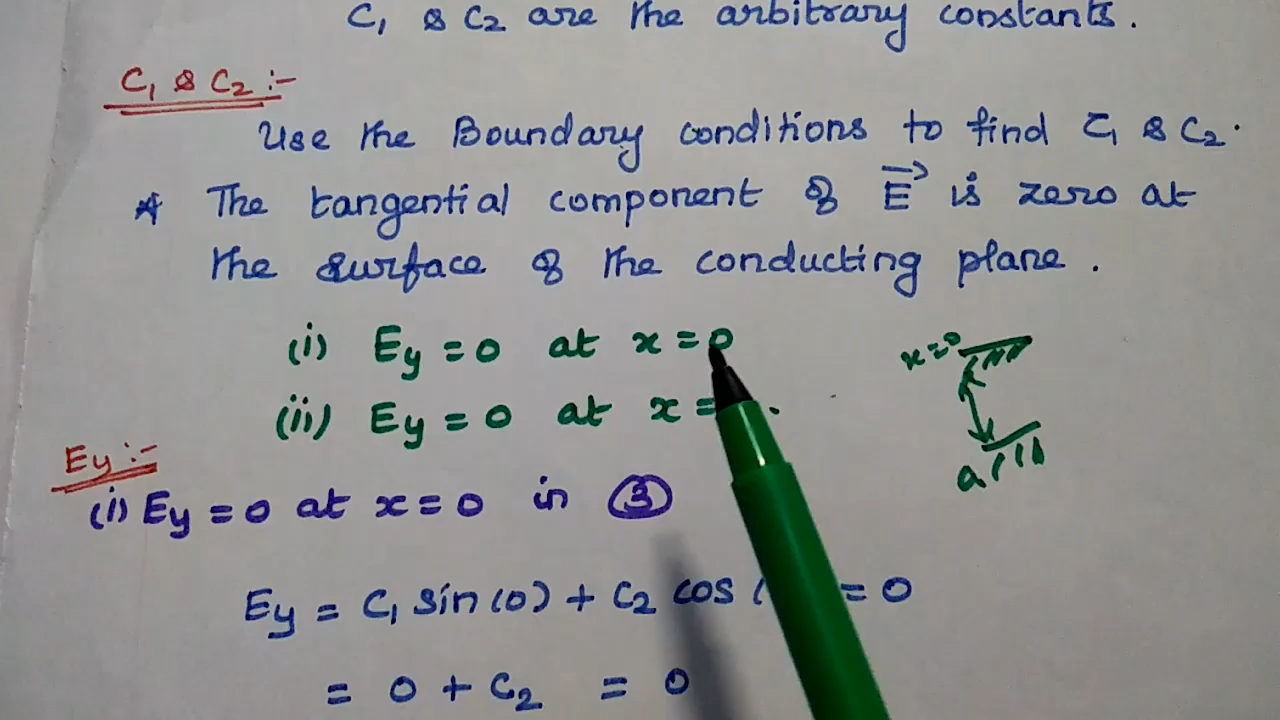 C₁ & C₂ are the arbitrary constants.
C₁ & C₂ :-
Use the Boundary conditions to find C₁ & C₂.
* The tangential component of E⃗ is zero at
the surface of the conducting plane.
(i) Ey = 0 at x = 0
x = 0
(ii) Ey = 0 at x = .
a
Ey :-
(i) Ey = 0 at x = 0 in ③
Ey = C₁ sin(0) + C₂ cos( = 0
= 0 + C₂ = 0